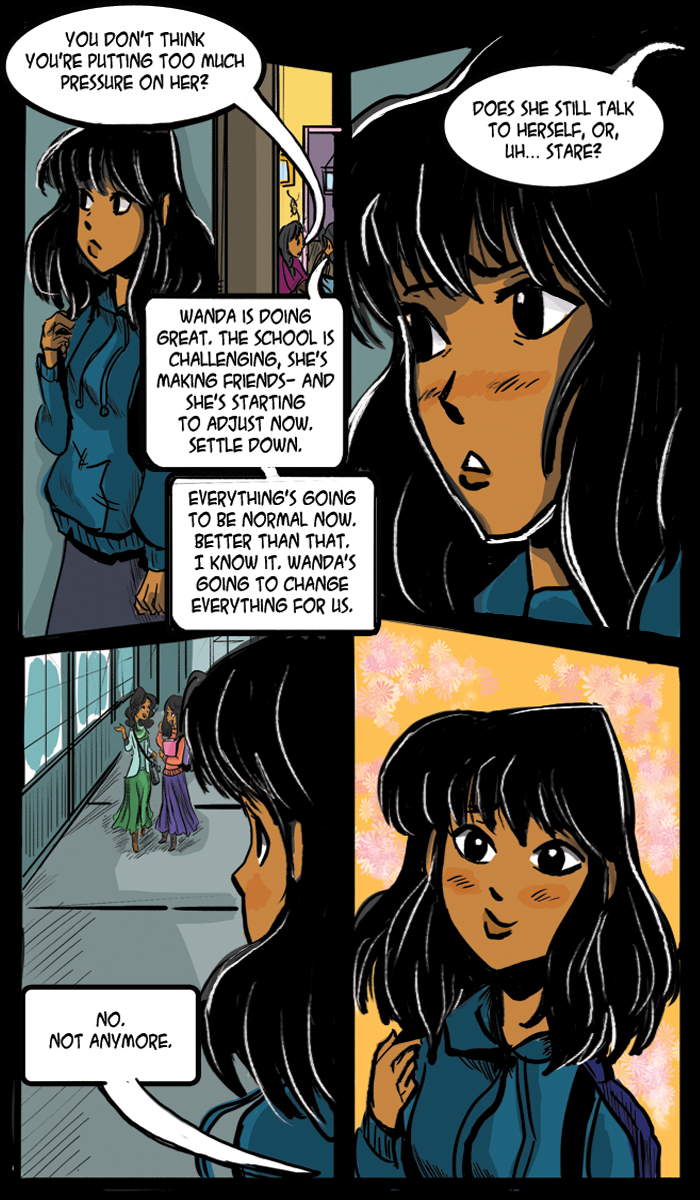 YOU DON'T THINK
YOU'RE PUTTING TOO MUCH
PRESSURE ON HER?
WANDA IS DOING
GREAT. THE SCHOOL IS
CHALLENGING, SHE'S
MAKING FRIENDS- AND
SHE'S STARTING
TO ADJUST NOW.
SETTLE DOWN.
EVERYTHING'S GOING
TO BE NORMAL NOW.
BETTER THAN THAT.
I KNOW IT. WANDA'S
GOING TO CHANGE
EVERYTHING FOR US.
DOES SHE STILL TALK
TO HERSELF, OR,
UH... STARE?
NO.
NOT ANYMORE.